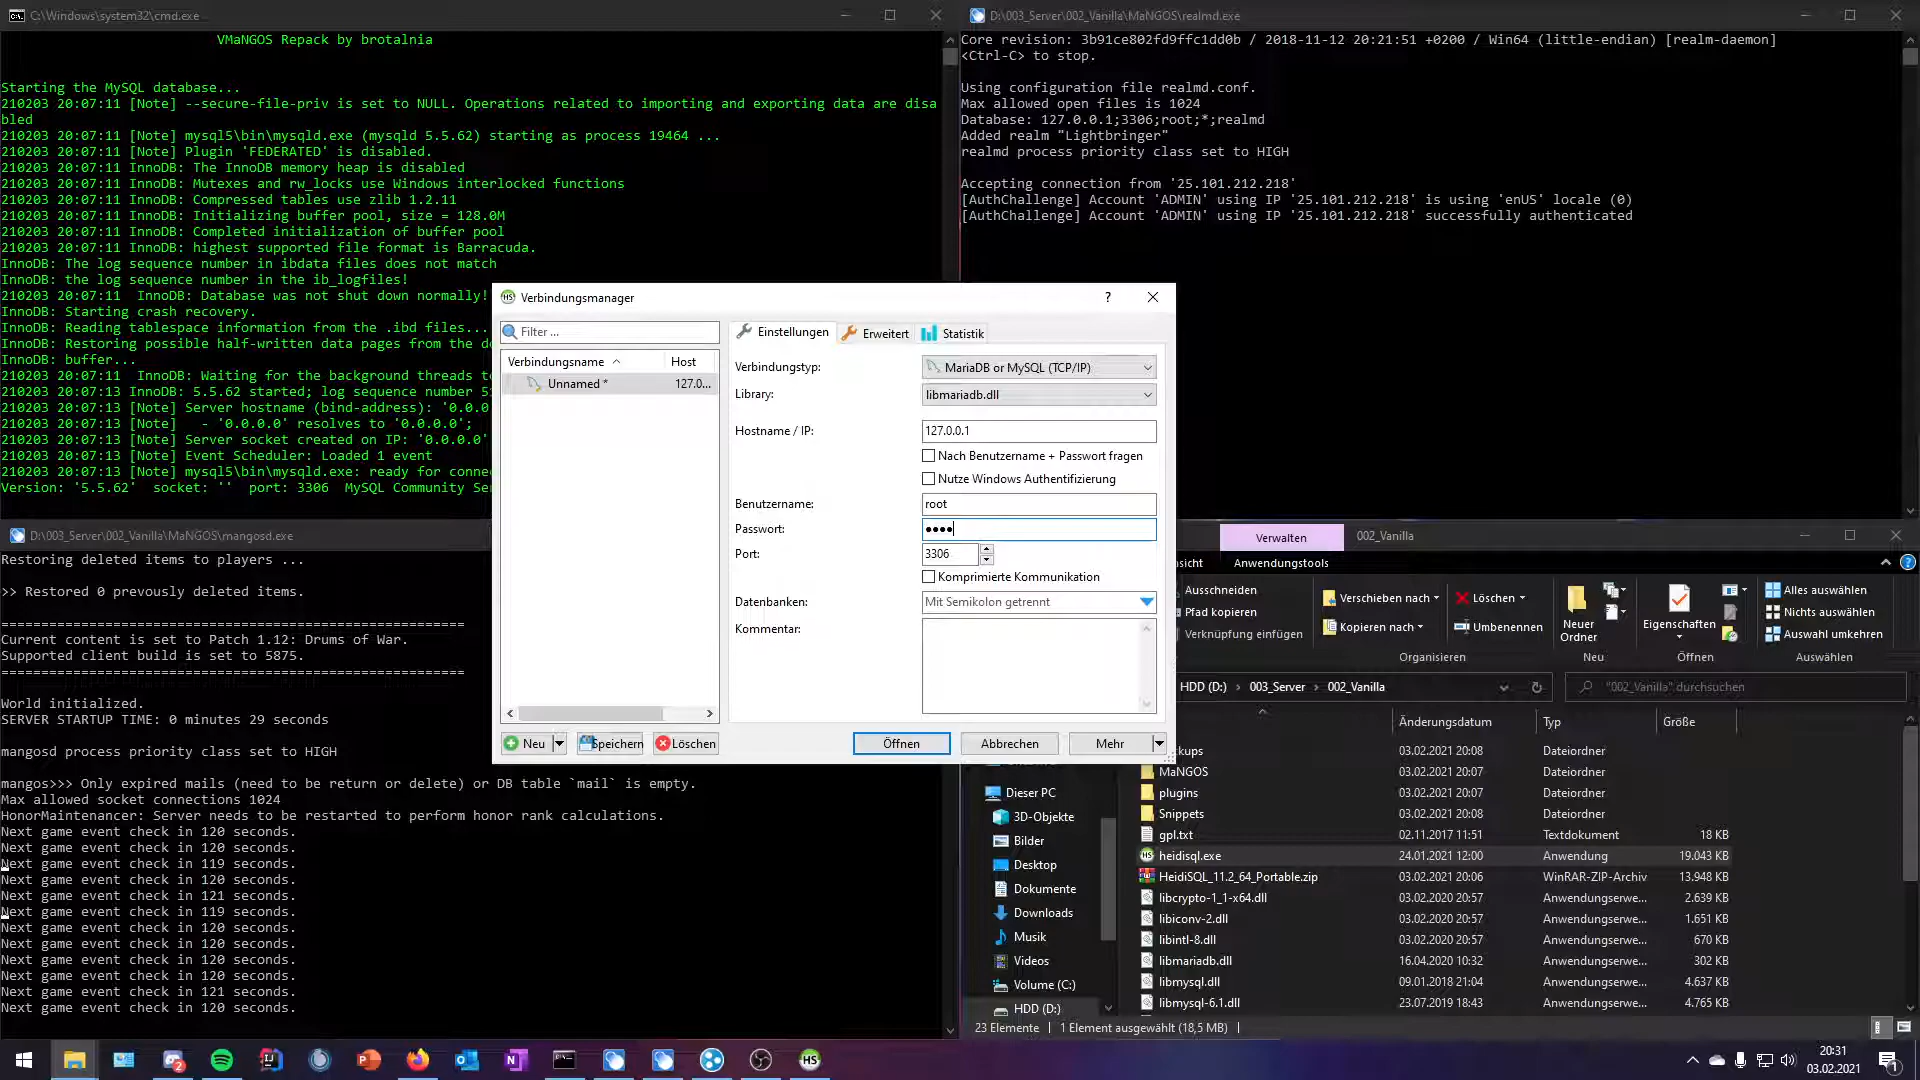 C:\Windows\system32\cmd.exe
VMaNGOS Repack by brotalnia
Starting the MySQL database...
210203 20:07:11 [Note] --secure-file-priv is set to NULL. Operations related to importing and exporting data are disa
bled
210203 20:07:11 [Note] mysql5\bin\mysqld.exe (mysqld 5.5.62) starting as process 19464 ...
210203 20:07:11 [Note] Plugin 'FEDERATED' is disabled.
210203 20:07:11 InnoDB: The InnoDB memory heap is disabled
210203 20:07:11 InnoDB: Mutexes and rw_locks use Windows interlocked functions
210203 20:07:11 InnoDB: Compressed tables use zlib 1.2.11
210203 20:07:11 InnoDB: Initializing buffer pool, size = 128.0M
210203 20:07:11 InnoDB: Completed initialization of buffer pool
210203 20:07:11 InnoDB: highest supported file format is Barracuda.
InnoDB: The log sequence number in ibdata files does not match
InnoDB: the log sequence number in the ib_logfiles!
210203 20:07:11  InnoDB: Database was not shut down normally!
InnoDB: Starting crash recovery.
InnoDB: Reading tablespace information from the .ibd files...
InnoDB: Restoring possible half-written data pages from the d
InnoDB: buffer...
210203 20:07:11  InnoDB: Waiting for the background threads t
210203 20:07:13 InnoDB: 5.5.62 started; log sequence number 5
210203 20:07:13 [Note] Server hostname (bind-address): '0.0.0
210203 20:07:13 [Note]   - '0.0.0.0' resolves to '0.0.0.0';
210203 20:07:13 [Note] Server socket created on IP: '0.0.0.0'
210203 20:07:13 [Note] Event Scheduler: Loaded 1 event
210203 20:07:13 [Note] mysql5\bin\mysqld.exe: ready for conne
Version: '5.5.62'  socket: ''  port: 3306  MySQL Community Se
D:\003_Server\002_Vanilla\MaNGOS\realmd.exe
Core revision: 3b91ce802fd9ffc1dd0b / 2018-11-12 20:21:51 +0200 / Win64 (little-endian) [realm-daemon]
<Ctrl-C> to stop.
Using configuration file realmd.conf.
Max allowed open files is 1024
Database: 127.0.0.1;3306;root;*;realmd
Added realm "Lightbringer"
realmd process priority class set to HIGH
Accepting connection from '25.101.212.218'
[AuthChallenge] Account 'ADMIN' using IP '25.101.212.218' is using 'enUS' locale (0)
[AuthChallenge] Account 'ADMIN' using IP '25.101.212.218' successfully authenticated
D:\003_Server\002_Vanilla\MaNGOS\mangosd.exe
Restoring deleted items to players ...
>> Restored 0 prevously deleted items.
==========================================================
Current content is set to Patch 1.12: Drums of War.
Supported client build is set to 5875.
==========================================================
World initialized.
SERVER STARTUP TIME: 0 minutes 29 seconds
mangosd process priority class set to HIGH
mangos>>> Only expired mails (need to be return or delete) or DB table `mail` is empty.
Max allowed socket connections 1024
HonorMaintenancer: Server needs to be restarted to perform honor rank calculations.
Next game event check in 120 seconds.
Next game event check in 120 seconds.
Next game event check in 119 seconds.
Next game event check in 120 seconds.
Next game event check in 121 seconds.
Next game event check in 119 seconds.
Next game event check in 120 seconds.
Next game event check in 120 seconds.
Next game event check in 120 seconds.
Next game event check in 120 seconds.
Next game event check in 121 seconds.
Next game event check in 120 seconds.
HS Verbindungsmanager ?
Filter ...
Verbindungsname Host
Unnamed * 127.0...
Einstellungen Erweitert Statistik
Verbindungstyp: MariaDB or MySQL (TCP/IP)
Library: libmariadb.dll
Hostname / IP: 127.0.0.1
Nach Benutzername + Passwort fragen
Nutze Windows Authentifizierung
Benutzername: root
Passwort: ●●●●
Port: 3306
Komprimierte Kommunikation
Datenbanken: Mit Semikolon getrennt
Kommentar:
Neu Speichern Löschen Öffnen Abbrechen Mehr
Verwalten 002_Vanilla
sicht Anwendungstools
Ausschneiden
Pfad kopieren
Verknüpfung einfügen
Verschieben nach Löschen
Kopieren nach Umbenennen
Organisieren
Neuer
Ordner
Neu
Eigenschaften
Öffnen
Alles auswählen
Nichts auswählen
Auswahl umkehren
Auswählen
HDD (D:) › 003_Server › 002_Vanilla
"002_Vanilla" durchsuchen
Änderungsdatum Typ Größe
ckups 03.02.2021 20:08 Dateiordner
MaNGOS 03.02.2021 20:07 Dateiordner
plugins 03.02.2021 20:07 Dateiordner
Snippets 03.02.2021 20:08 Dateiordner
gpl.txt 02.11.2017 11:51 Textdokument 18 KB
heidisql.exe 24.01.2021 12:00 Anwendung 19.043 KB
HeidiSQL_11.2_64_Portable.zip 03.02.2021 20:06 WinRAR-ZIP-Archiv 13.948 KB
libcrypto-1_1-x64.dll 03.02.2020 20:57 Anwendungserwe... 2.639 KB
libiconv-2.dll 03.02.2020 20:57 Anwendungserwe... 1.651 KB
libintl-8.dll 03.02.2020 20:57 Anwendungserwe... 670 KB
libmariadb.dll 16.04.2020 10:32 Anwendungserwe... 302 KB
libmysql.dll 09.01.2018 21:04 Anwendungserwe... 4.637 KB
libmysql-6.1.dll 23.07.2019 18:43 Anwendungserwe... 4.765 KB
Dieser PC
3D-Objekte
Bilder
Desktop
Dokumente
Downloads
Musik
Videos
Volume (C:)
HDD (D:)
23 Elemente 1 Element ausgewählt (18,5 MB)
HS
20:31
03.02.2021
1